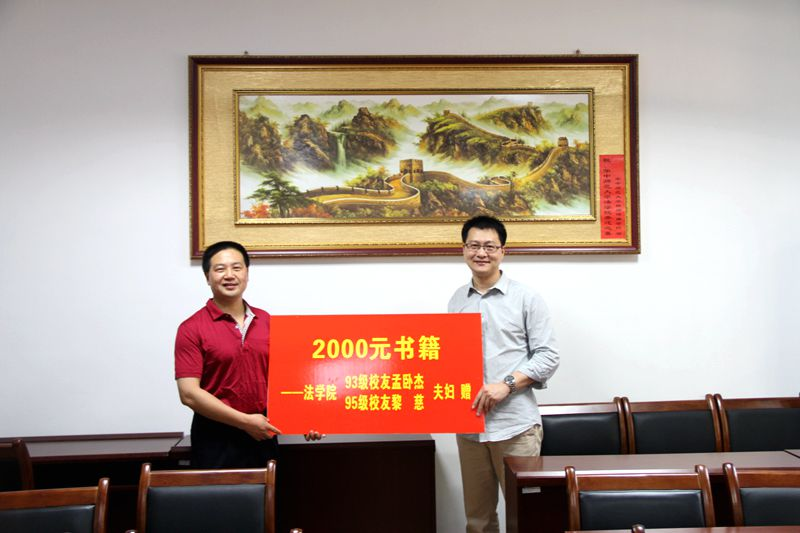 2000元书籍
——法学院 93级校友孟卧杰 夫妇 赠
95级校友黎 慈